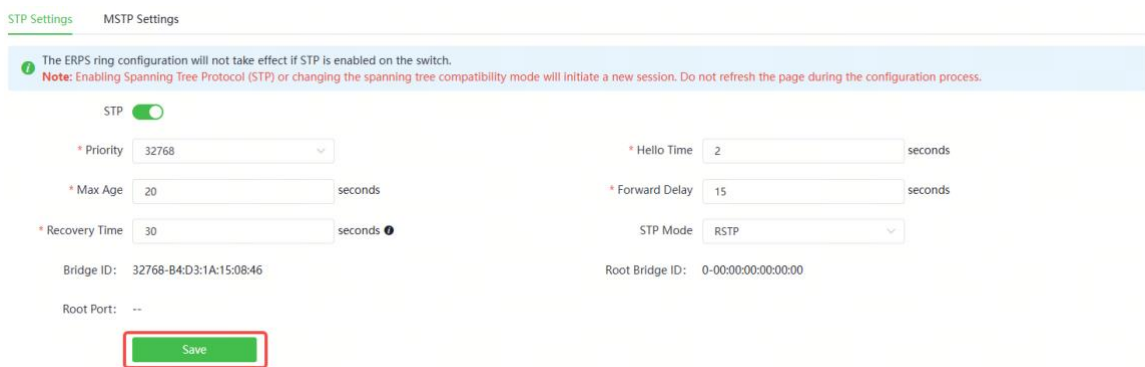 STP Settings MSTP Settings
The ERPS ring configuration will not take effect if STP is enabled on the switch.
Note: Enabling Spanning Tree Protocol (STP) or changing the spanning tree compatibility mode will initiate a new session. Do not refresh the page during the configuration process.
STP
* Priority 32768 * Hello Time 2 seconds
* Max Age 20 seconds * Forward Delay 15 seconds
* Recovery Time 30 seconds STP Mode RSTP
Bridge ID: 32768-B4:D3:1A:15:08:46 Root Bridge ID: 0-00:00:00:00:00:00
Root Port: --
Save